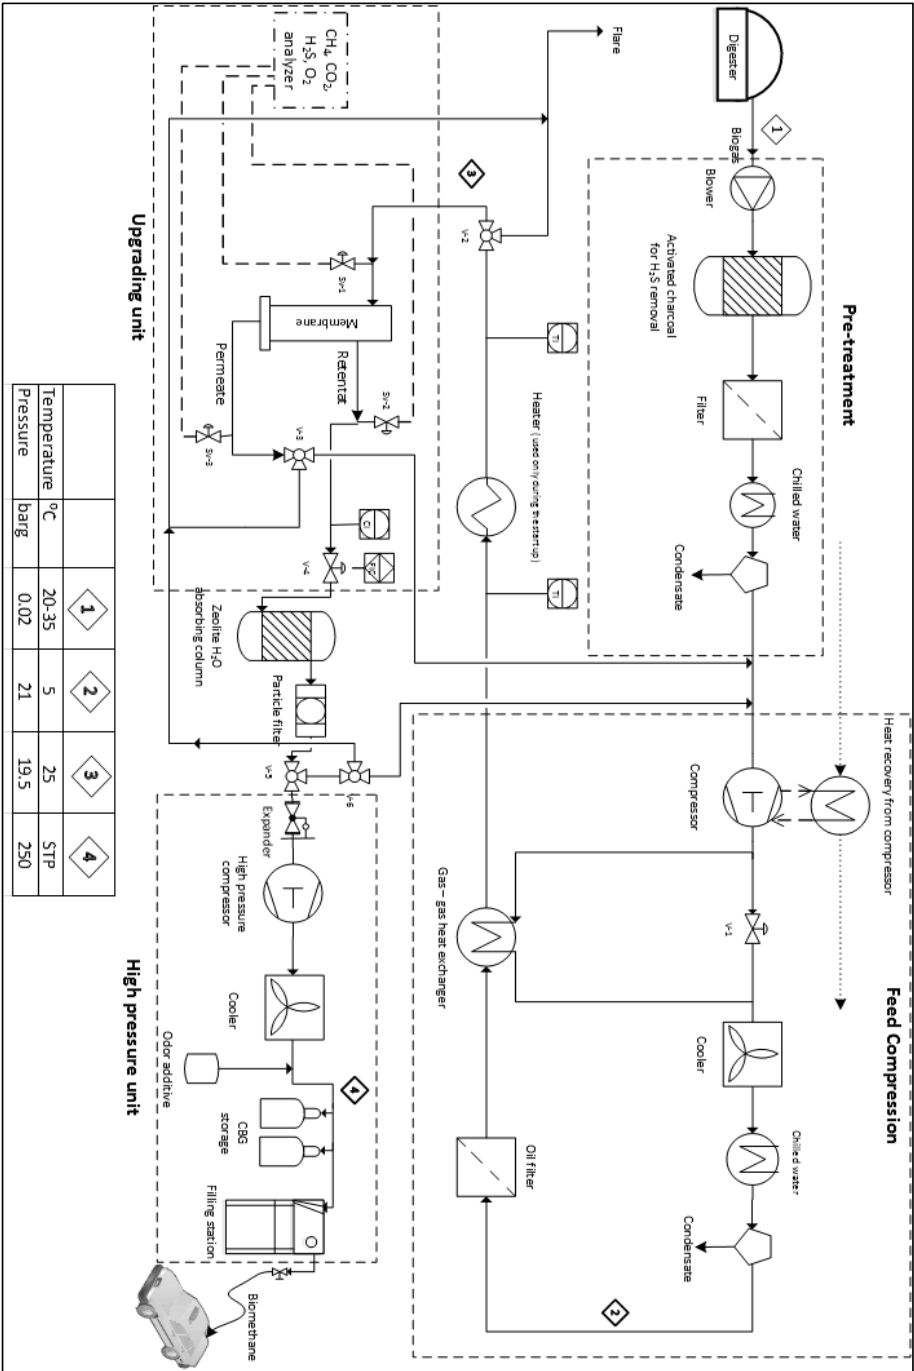 Pre-treatment
Digester
1
Biogas
Blower
Activated charcoal
for H₂S removal
Filter
Chilled water
Condensate
Flare
Feed Compression
Heat recovery from compressor
Compressor
V-1
Cooler
Chilled water
Condensate
2
Oil filter
Gas – gas heat exchanger
TI
Heater (used only during the start up)
TI
V-2
3
Upgrading unit
CH₄, CO₂,
H₂S, O₂
analyzer
SV-1
Membrane
Retentat
Permeate
SV-2
SV-3
V-3
CI
V-4
FIC
Zeolite H₂O
absorbing column
Particle filter
V-5
V-6
High pressure unit
Expander
High pressure
compressor
Cooler
Odor additive
4
CBG
storage
Filling station
Biomethane
1 2 3 4
Temperature ⁰C 20-35 5 25 STP
Pressure barg 0.02 21 19.5 250